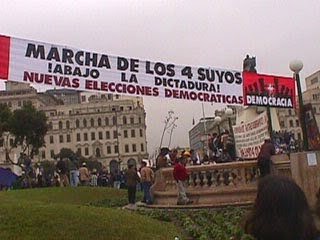 MARCHA DE LOS 4 SUYOS
¡ABAJO LA DICTADURA!
NUEVAS ELECCIONES DEMOCRATICAS
DEMOCRACIA